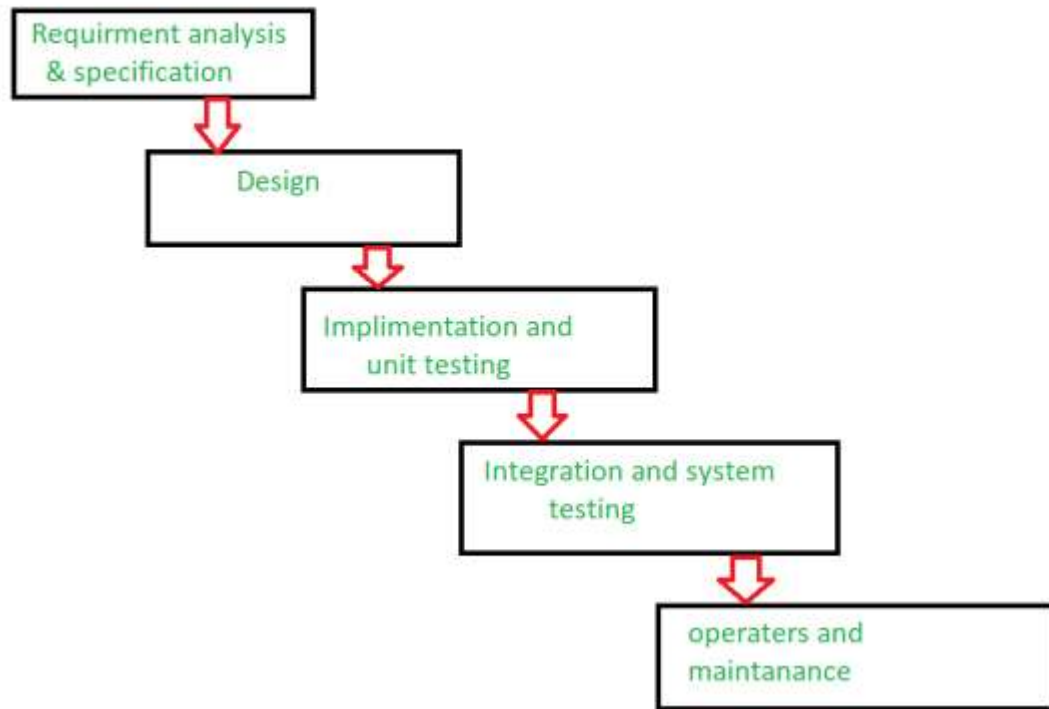 Requirment analysis
& specification
Design
Implimentation and
unit testing
Integration and system
testing
operaters and
maintanance